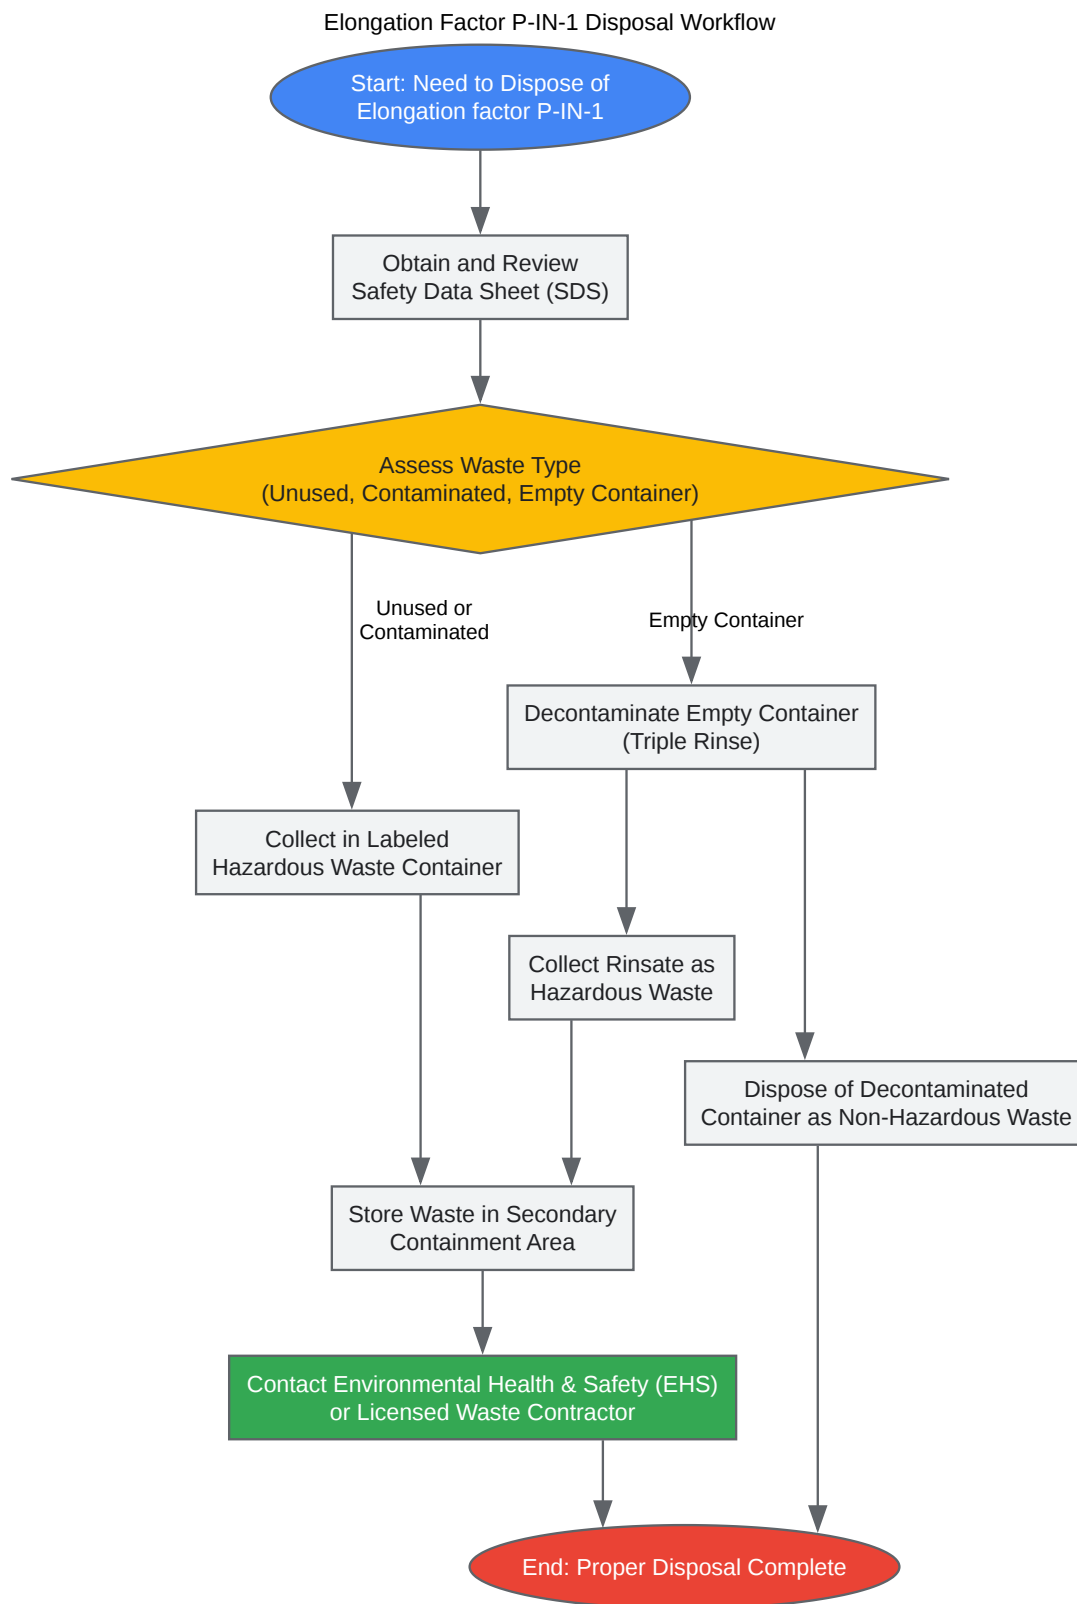 Elongation Factor P-IN-1 Disposal Workflow
Start: Need to Dispose of
Elongation factor P-IN-1
Obtain and Review
Safety Data Sheet (SDS)
Assess Waste Type
(Unused, Contaminated, Empty Container)
Unused or
Contaminated
Empty Container
Decontaminate Empty Container
(Triple Rinse)
Collect in Labeled
Hazardous Waste Container
Collect Rinsate as
Hazardous Waste
Dispose of Decontaminated
Container as Non-Hazardous Waste
Store Waste in Secondary
Containment Area
Contact Environmental Health & Safety (EHS)
or Licensed Waste Contractor
End: Proper Disposal Complete